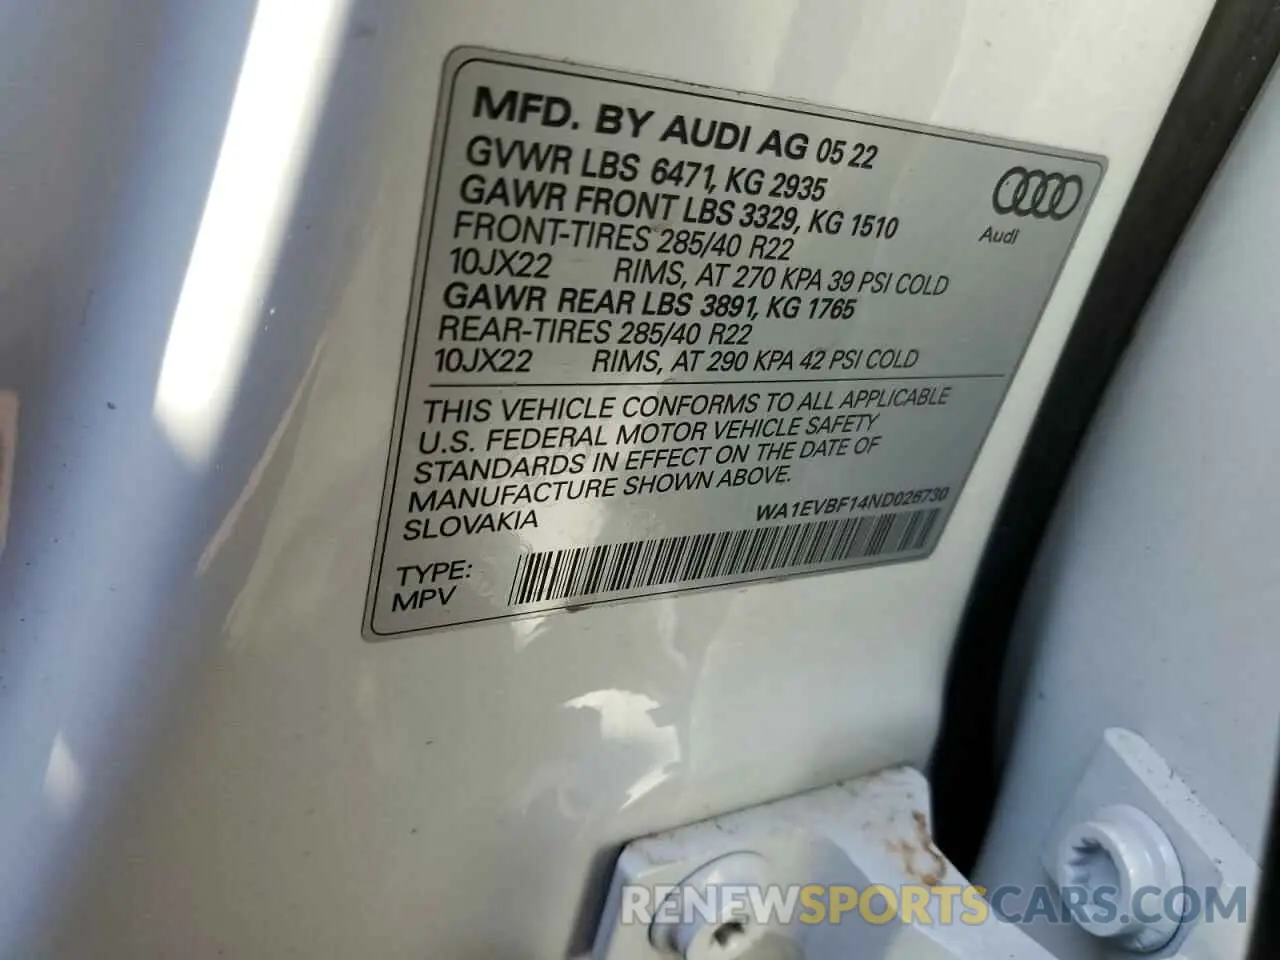 MFD. BY AUDI AG 05 22
GVWR LBS 6471, KG 2935
GAWR FRONT LBS 3329, KG 1510
FRONT-TIRES 285/40 R22
10JX22 RIMS, AT 270 KPA 39 PSI COLD
GAWR REAR LBS 3891, KG 1765
REAR-TIRES 285/40 R22
10JX22 RIMS, AT 290 KPA 42 PSI COLD
Audi
THIS VEHICLE CONFORMS TO ALL APPLICABLE
U.S. FEDERAL MOTOR VEHICLE SAFETY
STANDARDS IN EFFECT ON THE DATE OF
MANUFACTURE SHOWN ABOVE.
SLOVAKIA
WA1EVBF14ND026730
TYPE:
MPV
RENEWSPORTSCARS.COM